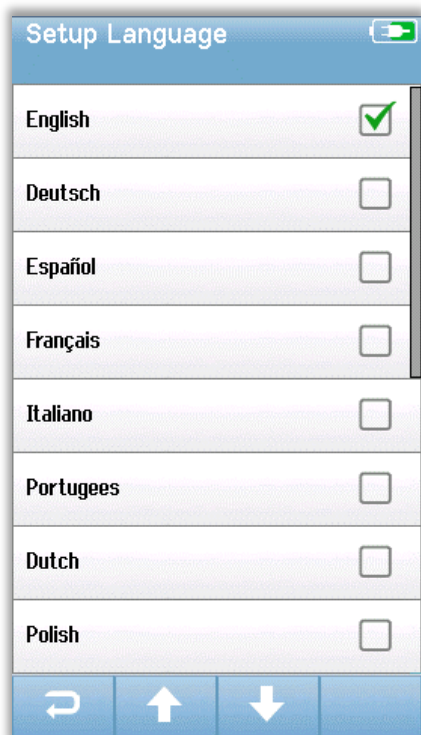 Setup Language
English
Deutsch
Español
Français
Italiano
Portugees
Dutch
Polish